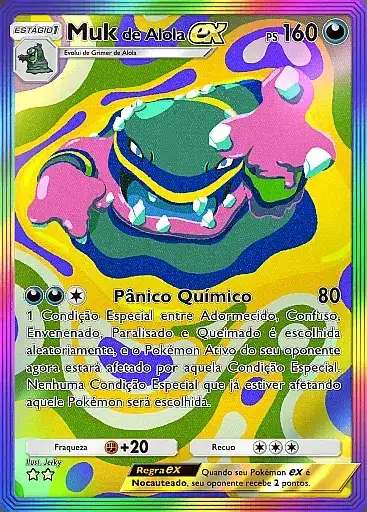 ESTÁGIO 1
Muk de Alola ex PS 160
Evolui de Grimer de Alola
Pânico Químico 80
1 Condição Especial entre Adormecido, Confuso,
Envenenado, Paralisado e Queimado é escolhida
aleatoriamente, e o Pokémon Ativo do seu oponente
agora estará afetado por aquela Condição Especial.
Nenhuma Condição Especial que já estiver afetando
aquele Pokémon será escolhida.
Fraqueza +20 Recuo
Ilust. Jerky
Regra ex Quando seu Pokémon ex é
Nocauteado, seu oponente recebe 2 pontos.